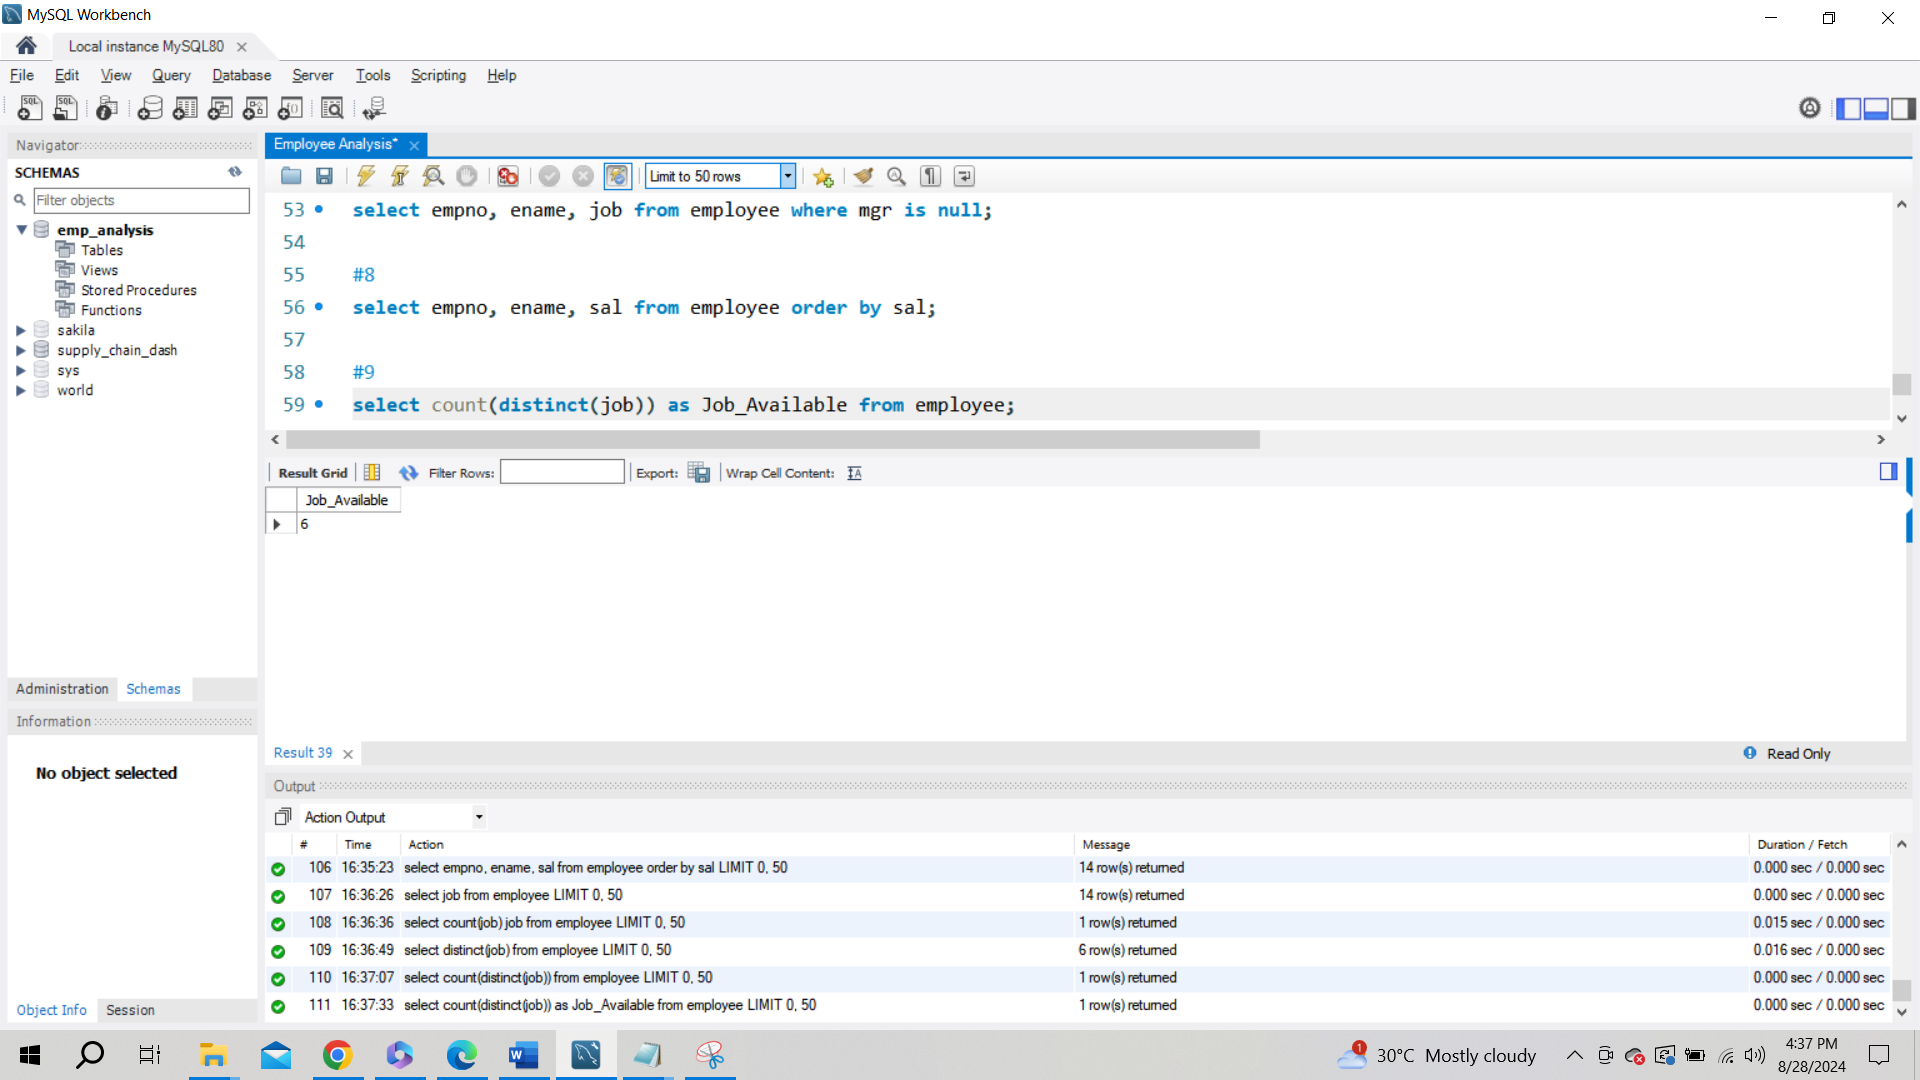 MySQL Workbench
Local instance MySQL80
File Edit View Query Database Server Tools Scripting Help
Navigator
SCHEMAS
Filter objects
emp_analysis
Tables
Views
Stored Procedures
Functions
sakila
supply_chain_dash
sys
world
Administration Schemas
Information
No object selected
Object Info Session
Employee Analysis*
Limit to 50 rows
53 select empno, ename, job from employee where mgr is null;
54
55 #8
56 select empno, ename, sal from employee order by sal;
57
58 #9
59 select count(distinct(job)) as Job_Available from employee;
Result Grid Filter Rows: Export: Wrap Cell Content:
Job_Available
6
Result 39 Read Only
Output
Action Output
# Time Action Message Duration / Fetch
106 16:35:23 select empno, ename, sal from employee order by sal LIMIT 0, 50 14 row(s) returned 0.000 sec / 0.000 sec
107 16:36:26 select job from employee LIMIT 0, 50 14 row(s) returned 0.000 sec / 0.000 sec
108 16:36:36 select count(job) job from employee LIMIT 0, 50 1 row(s) returned 0.015 sec / 0.000 sec
109 16:36:49 select distinct(job) from employee LIMIT 0, 50 6 row(s) returned 0.016 sec / 0.000 sec
110 16:37:07 select count(distinct(job)) from employee LIMIT 0, 50 1 row(s) returned 0.000 sec / 0.000 sec
111 16:37:33 select count(distinct(job)) as Job_Available from employee LIMIT 0, 50 1 row(s) returned 0.000 sec / 0.000 sec
1 30°C Mostly cloudy 4:37 PM
8/28/2024